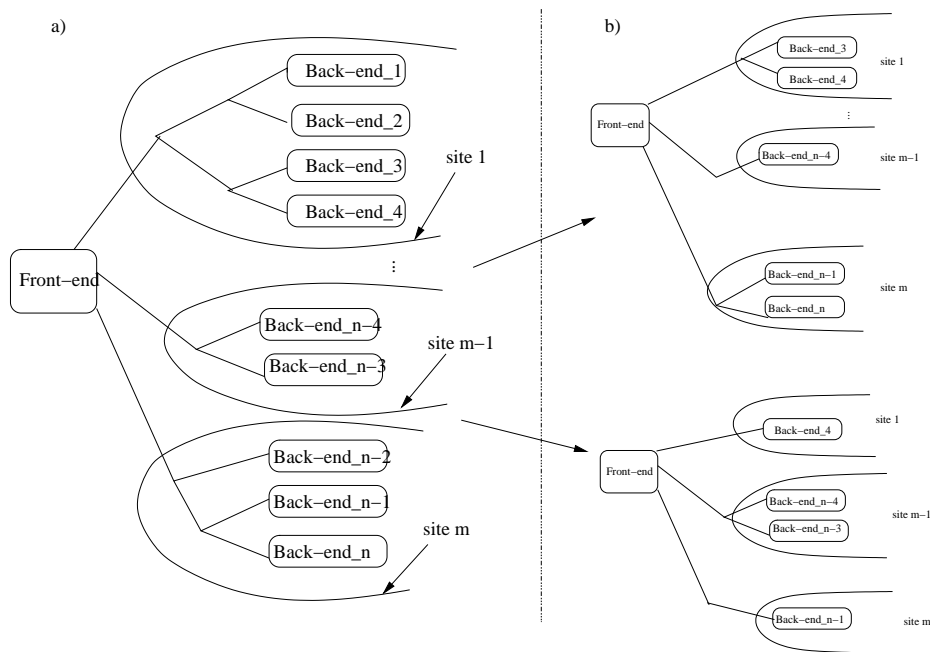 a)
Back−end_1
Back−end_2
Back−end_3
Back−end_4
site 1
...
Front−end
Back−end_n−4
Back−end_n−3
site m−1
Back−end_n−2
Back−end_n−1
Back−end_n
site m
b)
Back−end_3
Back−end_4
site 1
...
Front−end
Back−end_n−4
site m−1
Back−end_n−1
Back−end_n
site m
Back−end_4
site 1
Front−end
Back−end_n−4
Back−end_n−3
site m−1
Back−end_n−1
site m